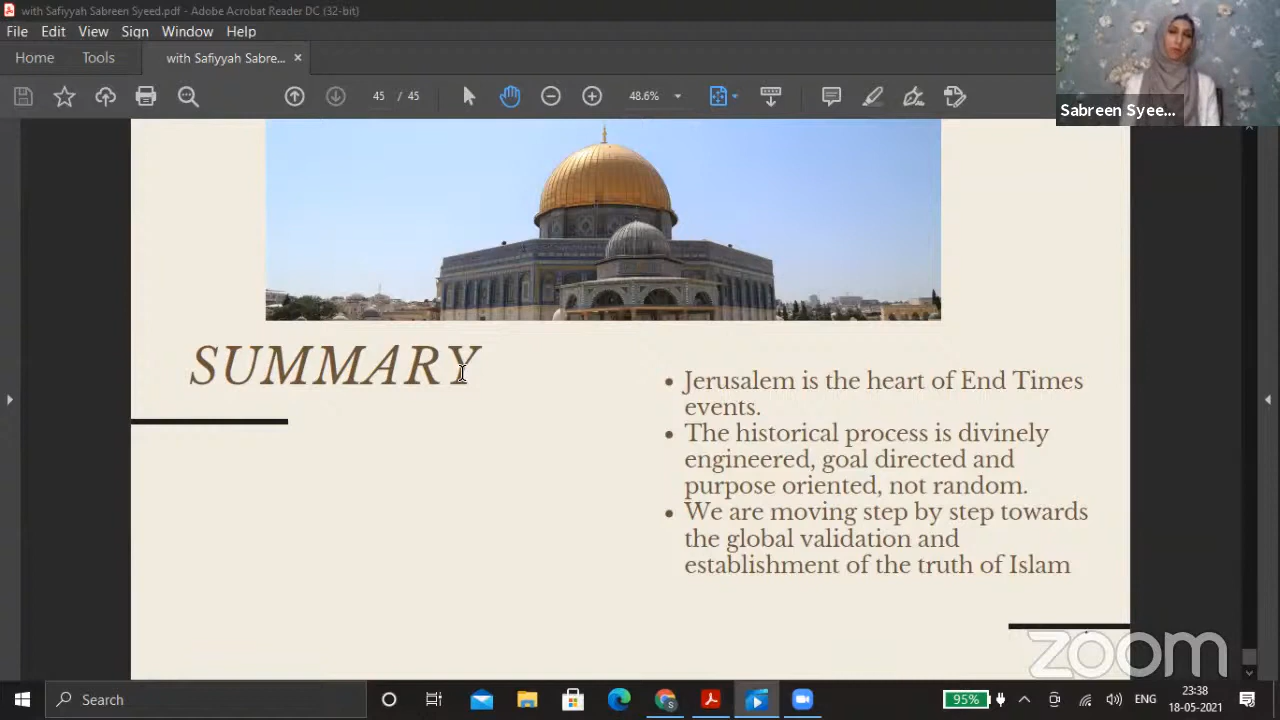 with Safiyyah Sabreen Syeed.pdf - Adobe Acrobat Reader DC (32-bit)
File Edit View Sign Window Help
Home Tools with Safiyyah Sabre... ×
45 / 45 48.6%
Sabreen Syee...
SUMMARY
• Jerusalem is the heart of End Times
events.
• The historical process is divinely
engineered, goal directed and
purpose oriented, not random.
• We are moving step by step towards
the global validation and
establishment of the truth of Islam
zoom
Search
95%
ENG
23:38
18-05-2021